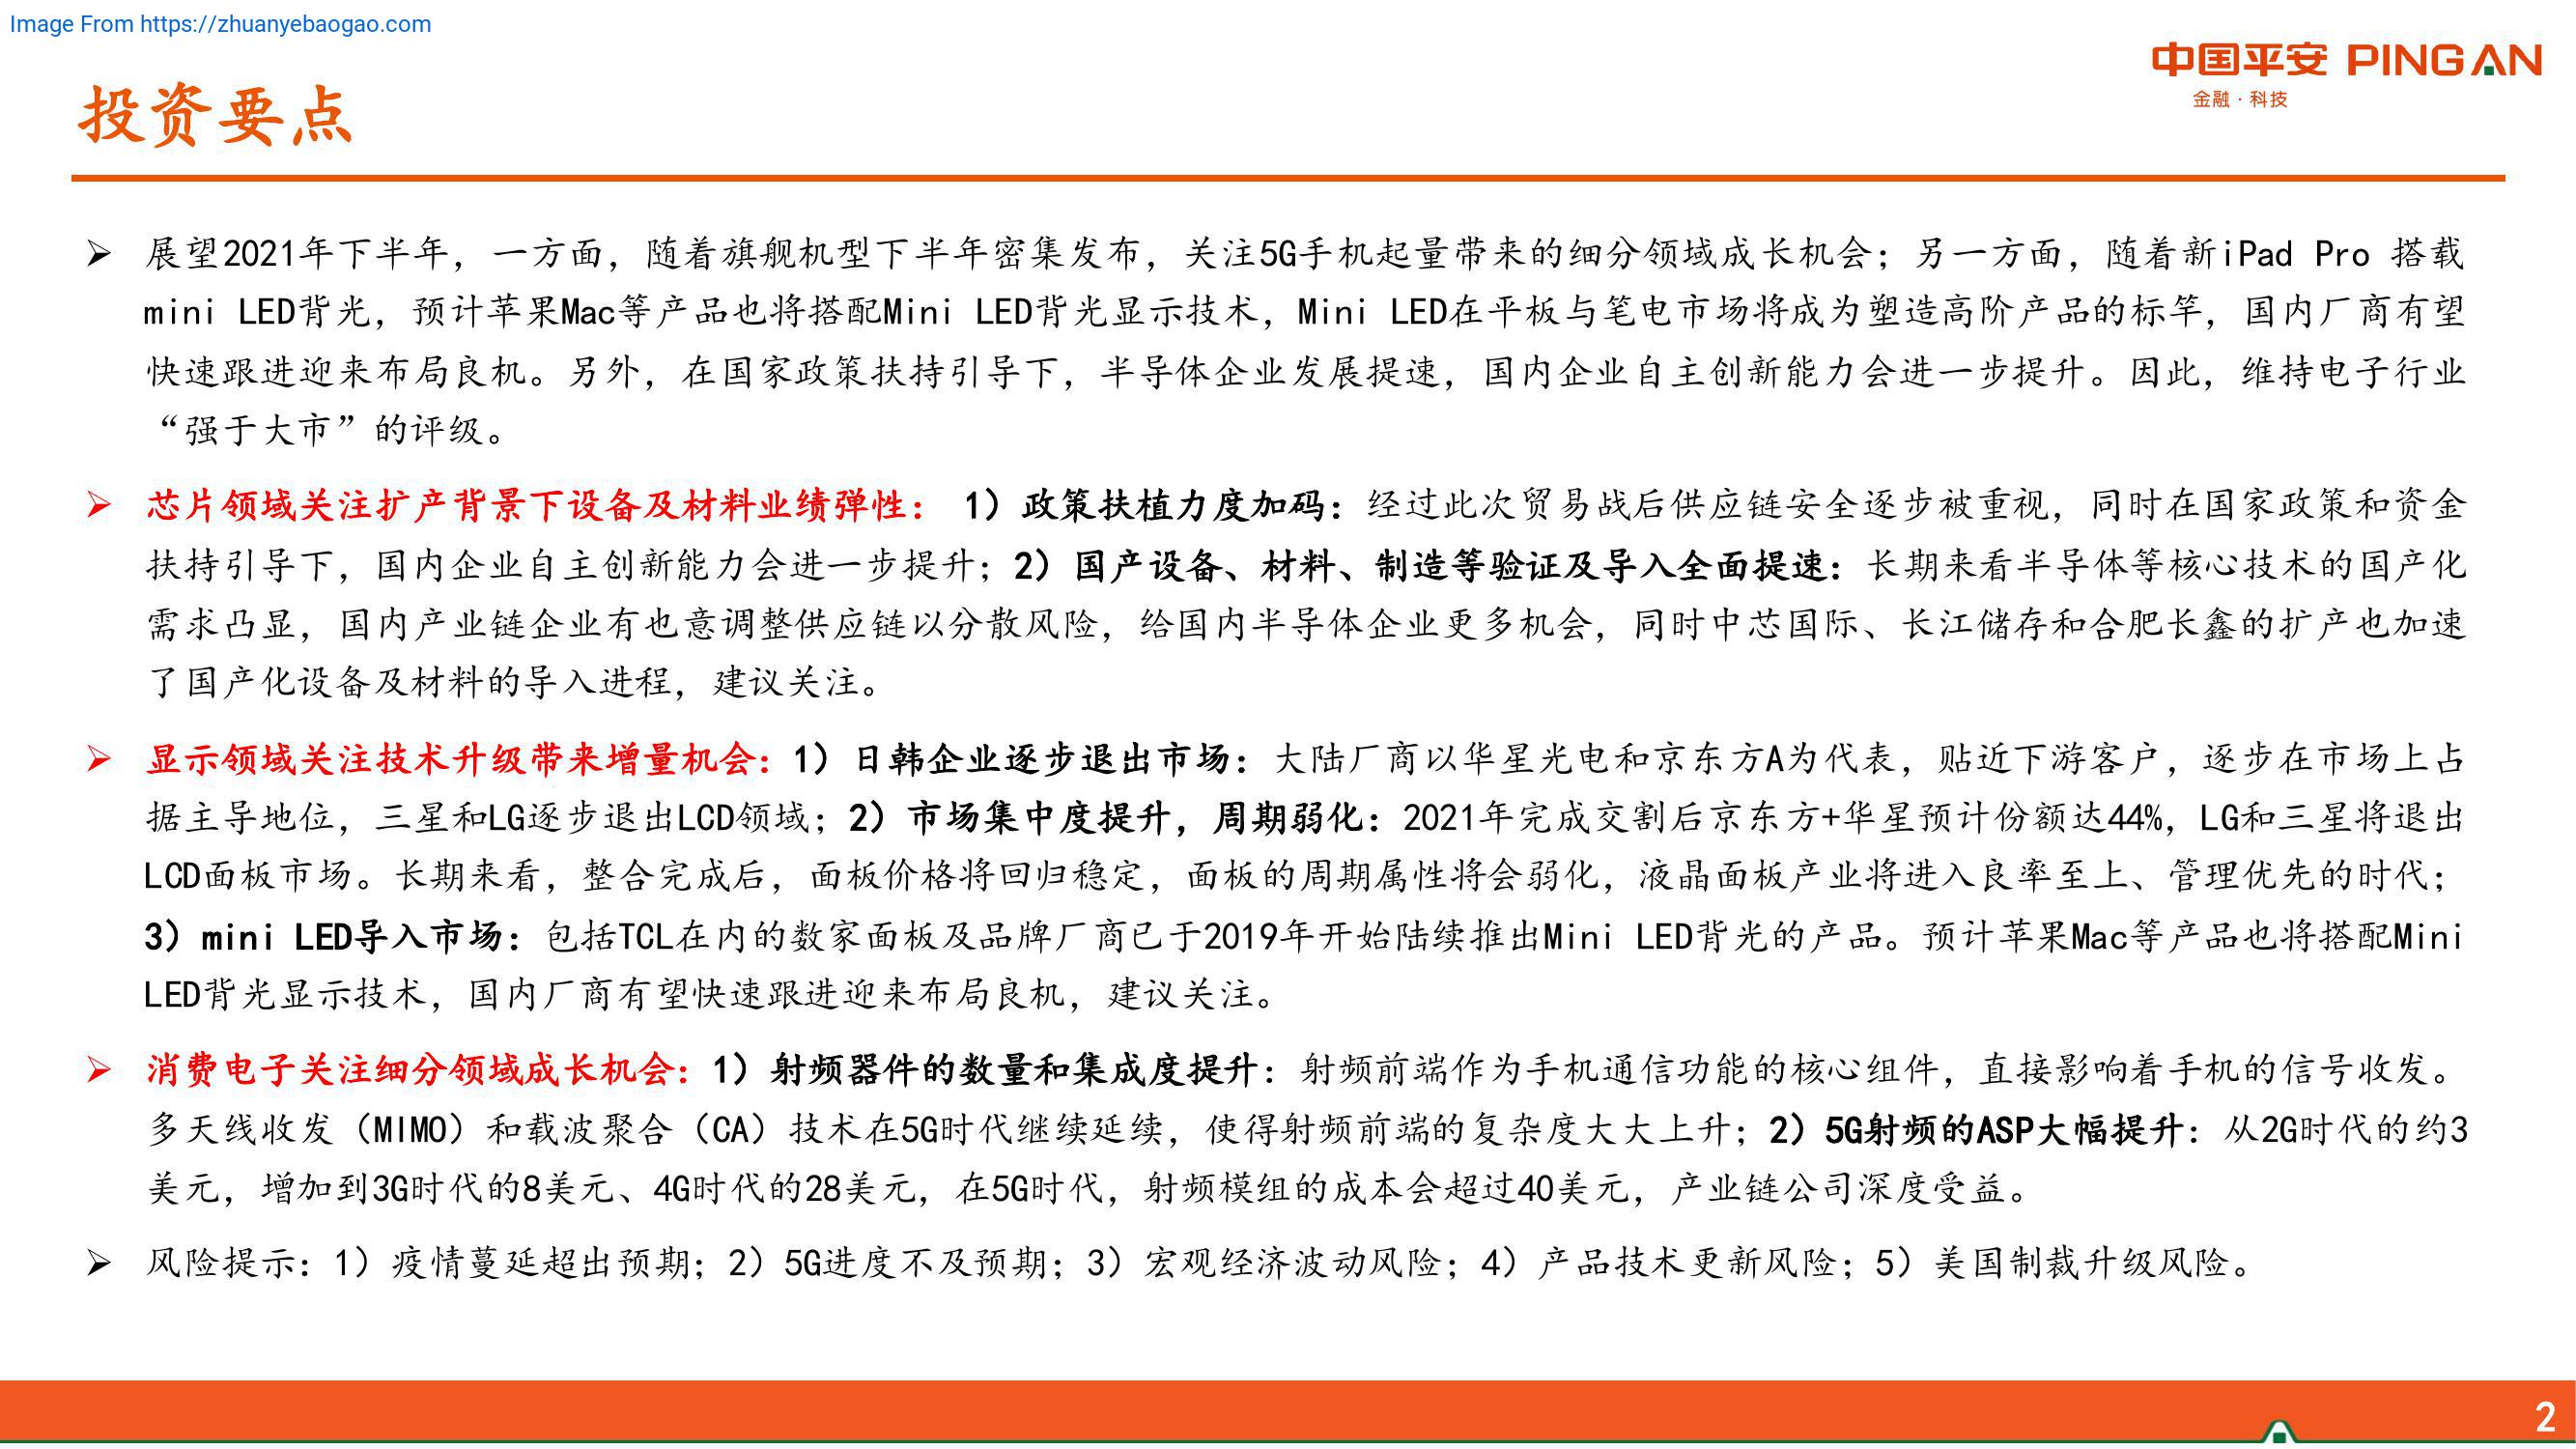 Image From https://zhuanyebaogao.com
中国平安 PINGAN
金融·科技
投资要点
➢ 展望2021年下半年，一方面，随着旗舰机型下半年密集发布，关注5G手机起量带来的细分领域成长机会；另一方面，随着新iPad Pro 搭载
mini LED背光，预计苹果Mac等产品也将搭配Mini LED背光显示技术，Mini LED在平板与笔电市场将成为塑造高阶产品的标竿，国内厂商有望
快速跟进迎来布局良机。另外，在国家政策扶持引导下，半导体企业发展提速，国内企业自主创新能力会进一步提升。因此，维持电子行业
“强于大市”的评级。
➢ 芯片领域关注扩产背景下设备及材料业绩弹性： 1）政策扶植力度加码：经过此次贸易战后供应链安全逐步被重视，同时在国家政策和资金
扶持引导下，国内企业自主创新能力会进一步提升；2）国产设备、材料、制造等验证及导入全面提速：长期来看半导体等核心技术的国产化
需求凸显，国内产业链企业有也意调整供应链以分散风险，给国内半导体企业更多机会，同时中芯国际、长江储存和合肥长鑫的扩产也加速
了国产化设备及材料的导入进程，建议关注。
➢ 显示领域关注技术升级带来增量机会：1）日韩企业逐步退出市场：大陆厂商以华星光电和京东方A为代表，贴近下游客户，逐步在市场上占
据主导地位，三星和LG逐步退出LCD领域；2）市场集中度提升，周期弱化：2021年完成交割后京东方+华星预计份额达44%，LG和三星将退出
LCD面板市场。长期来看，整合完成后，面板价格将回归稳定，面板的周期属性将会弱化，液晶面板产业将进入良率至上、管理优先的时代；
3）mini LED导入市场：包括TCL在内的数家面板及品牌厂商已于2019年开始陆续推出Mini LED背光的产品。预计苹果Mac等产品也将搭配Mini
LED背光显示技术，国内厂商有望快速跟进迎来布局良机，建议关注。
➢ 消费电子关注细分领域成长机会：1）射频器件的数量和集成度提升：射频前端作为手机通信功能的核心组件，直接影响着手机的信号收发。
多天线收发（MIMO）和载波聚合（CA）技术在5G时代继续延续，使得射频前端的复杂度大大上升；2）5G射频的ASP大幅提升：从2G时代的约3
美元，增加到3G时代的8美元、4G时代的28美元，在5G时代，射频模组的成本会超过40美元，产业链公司深度受益。
➢ 风险提示：1）疫情蔓延超出预期；2）5G进度不及预期；3）宏观经济波动风险；4）产品技术更新风险；5）美国制裁升级风险。
2